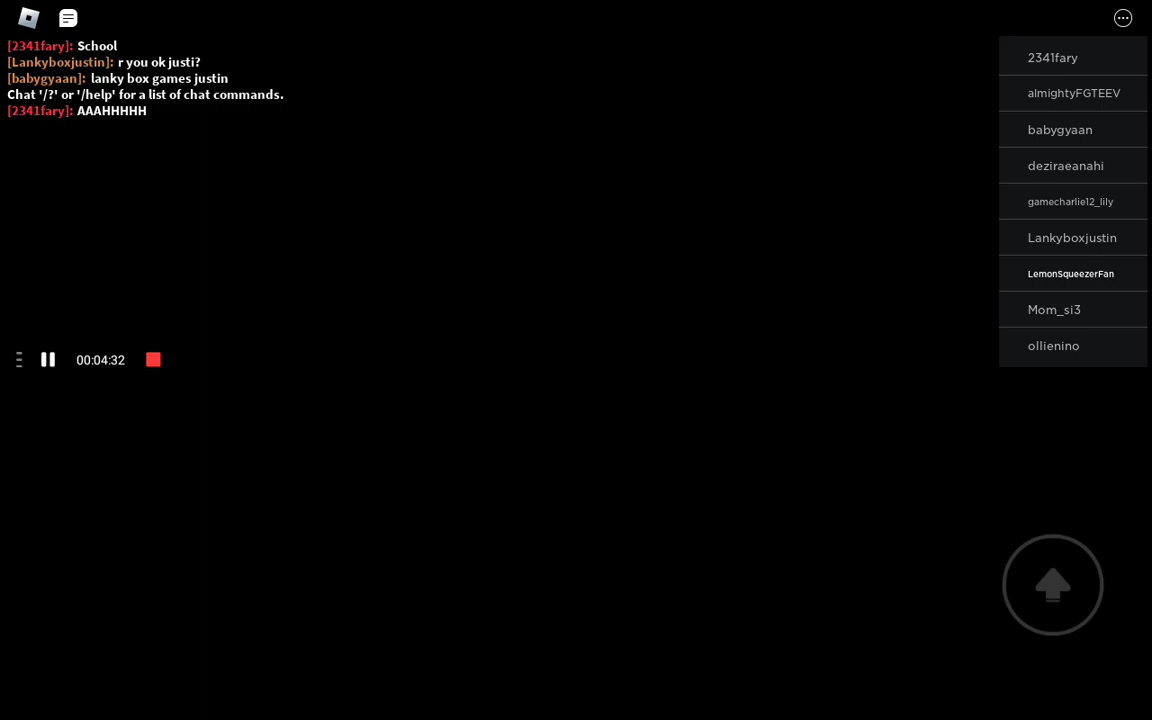 [2341fary]: School
[Lankyboxjustin]: r you ok justi?
[babygyaan]: lanky box games justin
Chat '/?' or '/help' for a list of chat commands.
[2341fary]: AAAHHHHH
2341fary
almightyFGTEEV
babygyaan
deziraeanahi
gamecharlie12_lily
Lankyboxjustin
LemonSqueezerFan
Mom_si3
ollienino
00:04:32